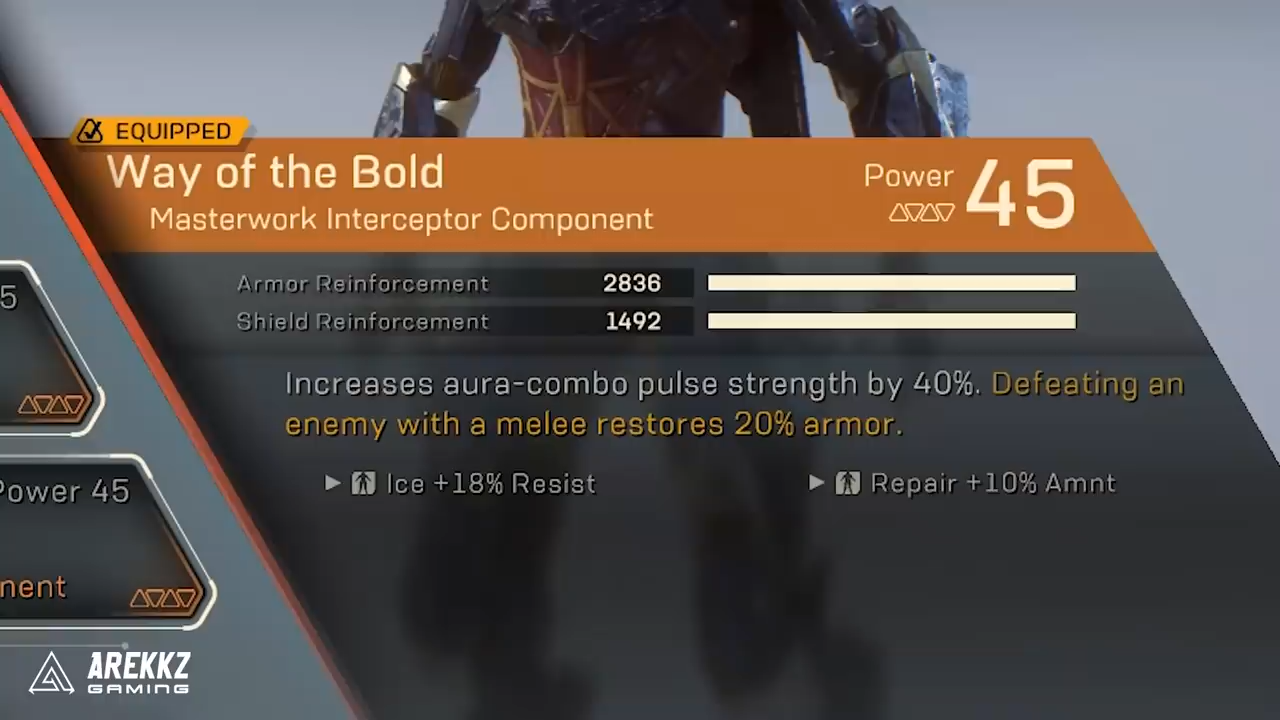 EQUIPPED
Way of the Bold
Masterwork Interceptor Component
Power 45
Armor Reinforcement 2836
Shield Reinforcement 1492
Increases aura-combo pulse strength by 40%. Defeating an
enemy with a melee restores 20% armor.
Ice +18% Resist
Repair +10% Amnt
5
Power 45
nent
AREKKZ
GAMING